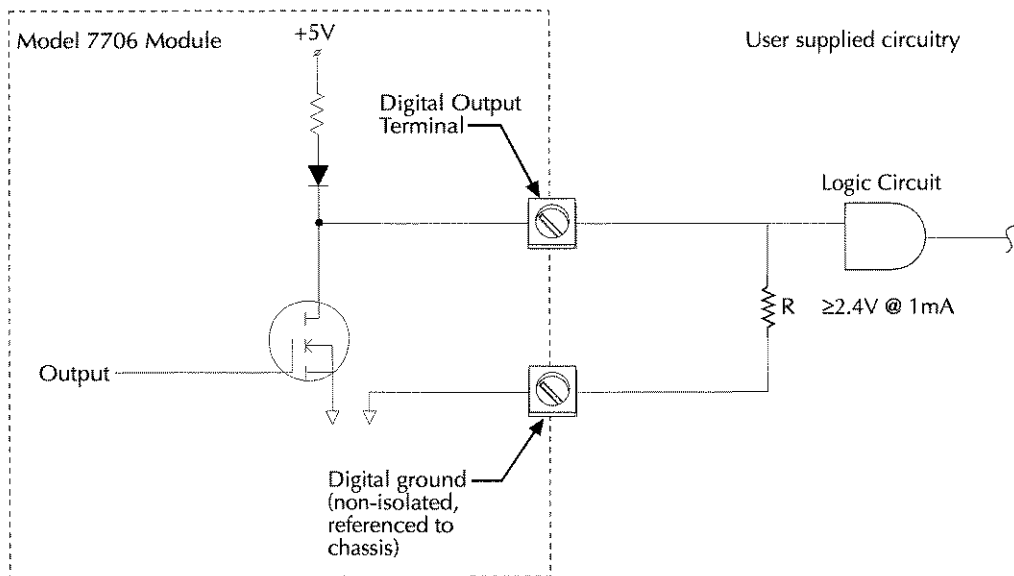 Model 7706 Module
+5V
User supplied circuitry
Digital Output
Terminal
Logic Circuit
R
≥2.4V @ 1mA
Output
Digital ground
(non-isolated,
referenced to
chassis)